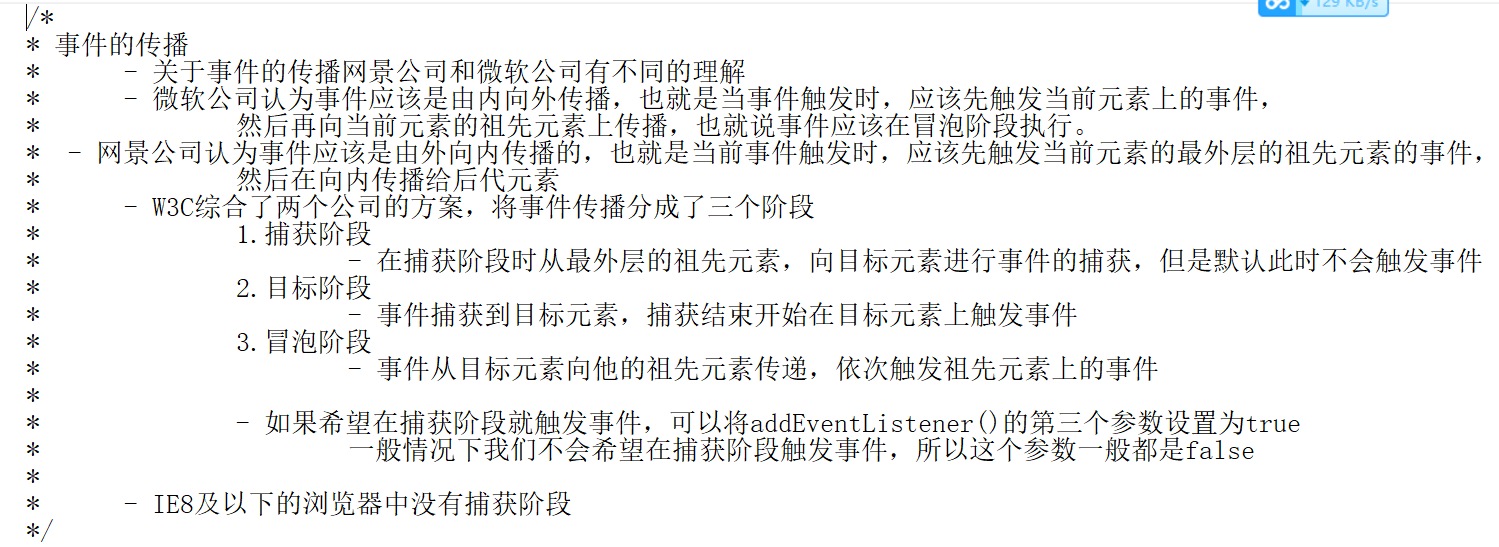 129 KB/s
/*
* 事件的传播
* - 关于事件的传播网景公司和微软公司有不同的理解
* - 微软公司认为事件应该是由内向外传播，也就是当事件触发时，应该先触发当前元素上的事件，
* 然后再向当前元素的祖先元素上传播，也就说事件应该在冒泡阶段执行。
* - 网景公司认为事件应该是由外向内传播的，也就是当前事件触发时，应该先触发当前元素的最外层的祖先元素的事件，
* 然后在向内传播给后代元素
* - W3C综合了两个公司的方案，将事件传播分成了三个阶段
* 1.捕获阶段
* - 在捕获阶段时从最外层的祖先元素，向目标元素进行事件的捕获，但是默认此时不会触发事件
* 2.目标阶段
* - 事件捕获到目标元素，捕获结束开始在目标元素上触发事件
* 3.冒泡阶段
* - 事件从目标元素向他的祖先元素传递，依次触发祖先元素上的事件
*
* - 如果希望在捕获阶段就触发事件，可以将addEventListener()的第三个参数设置为true
* 一般情况下我们不会希望在捕获阶段触发事件，所以这个参数一般都是false
*
* - IE8及以下的浏览器中没有捕获阶段
*/